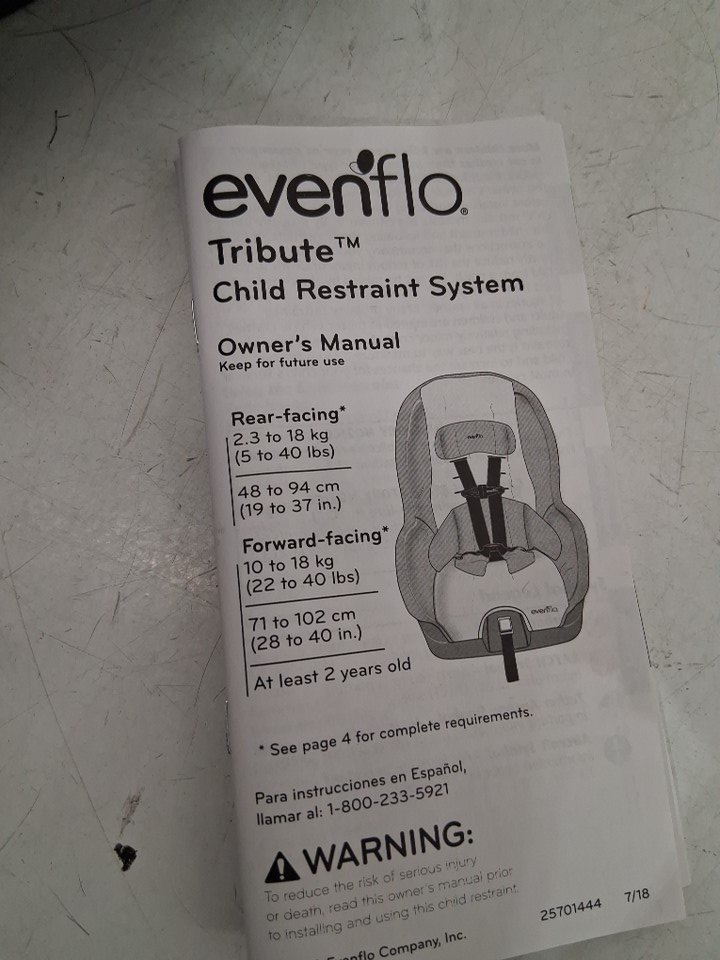 evenflo®
Tribute™
Child Restraint System
Owner's Manual
Keep for future use
Rear-facing*
2.3 to 18 kg
(5 to 40 lbs)
48 to 94 cm
(19 to 37 in.)
Forward-facing*
10 to 18 kg
(22 to 40 lbs)
71 to 102 cm
(28 to 40 in.)
At least 2 years old
evenflo
evenflo
* See page 4 for complete requirements.
Para instrucciones en Español,
llamar al: 1-800-233-5921
WARNING:
To reduce the risk of serious injury
or death, read this owner's manual prior
to installing and using this child restraint.
25701444 7/18
Evenflo Company, Inc.